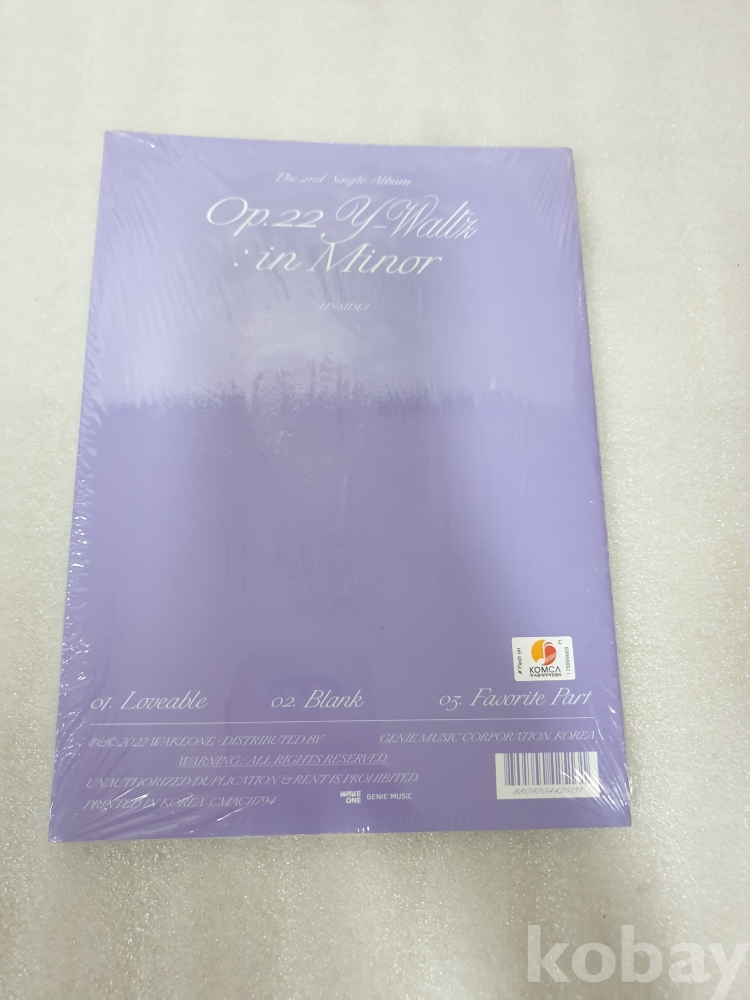 The 2nd Single Album
Op.22 Y-Waltz
: in Minor
01. Loveable
02. Blank
03. Favorite Part
Flash on
C
KOMCA
℗&© 2022 WAKEONE · DISTRIBUTED BY GENIE MUSIC CORPORATION, KOREA
WARNING : ALL RIGHTS RESERVED.
UNAUTHORIZED DUPLICATION & RENT IS PROHIBITED.
PRINTED IN KOREA. CMAC11794
WAKE
ONE
GENIE MUSIC
kobay